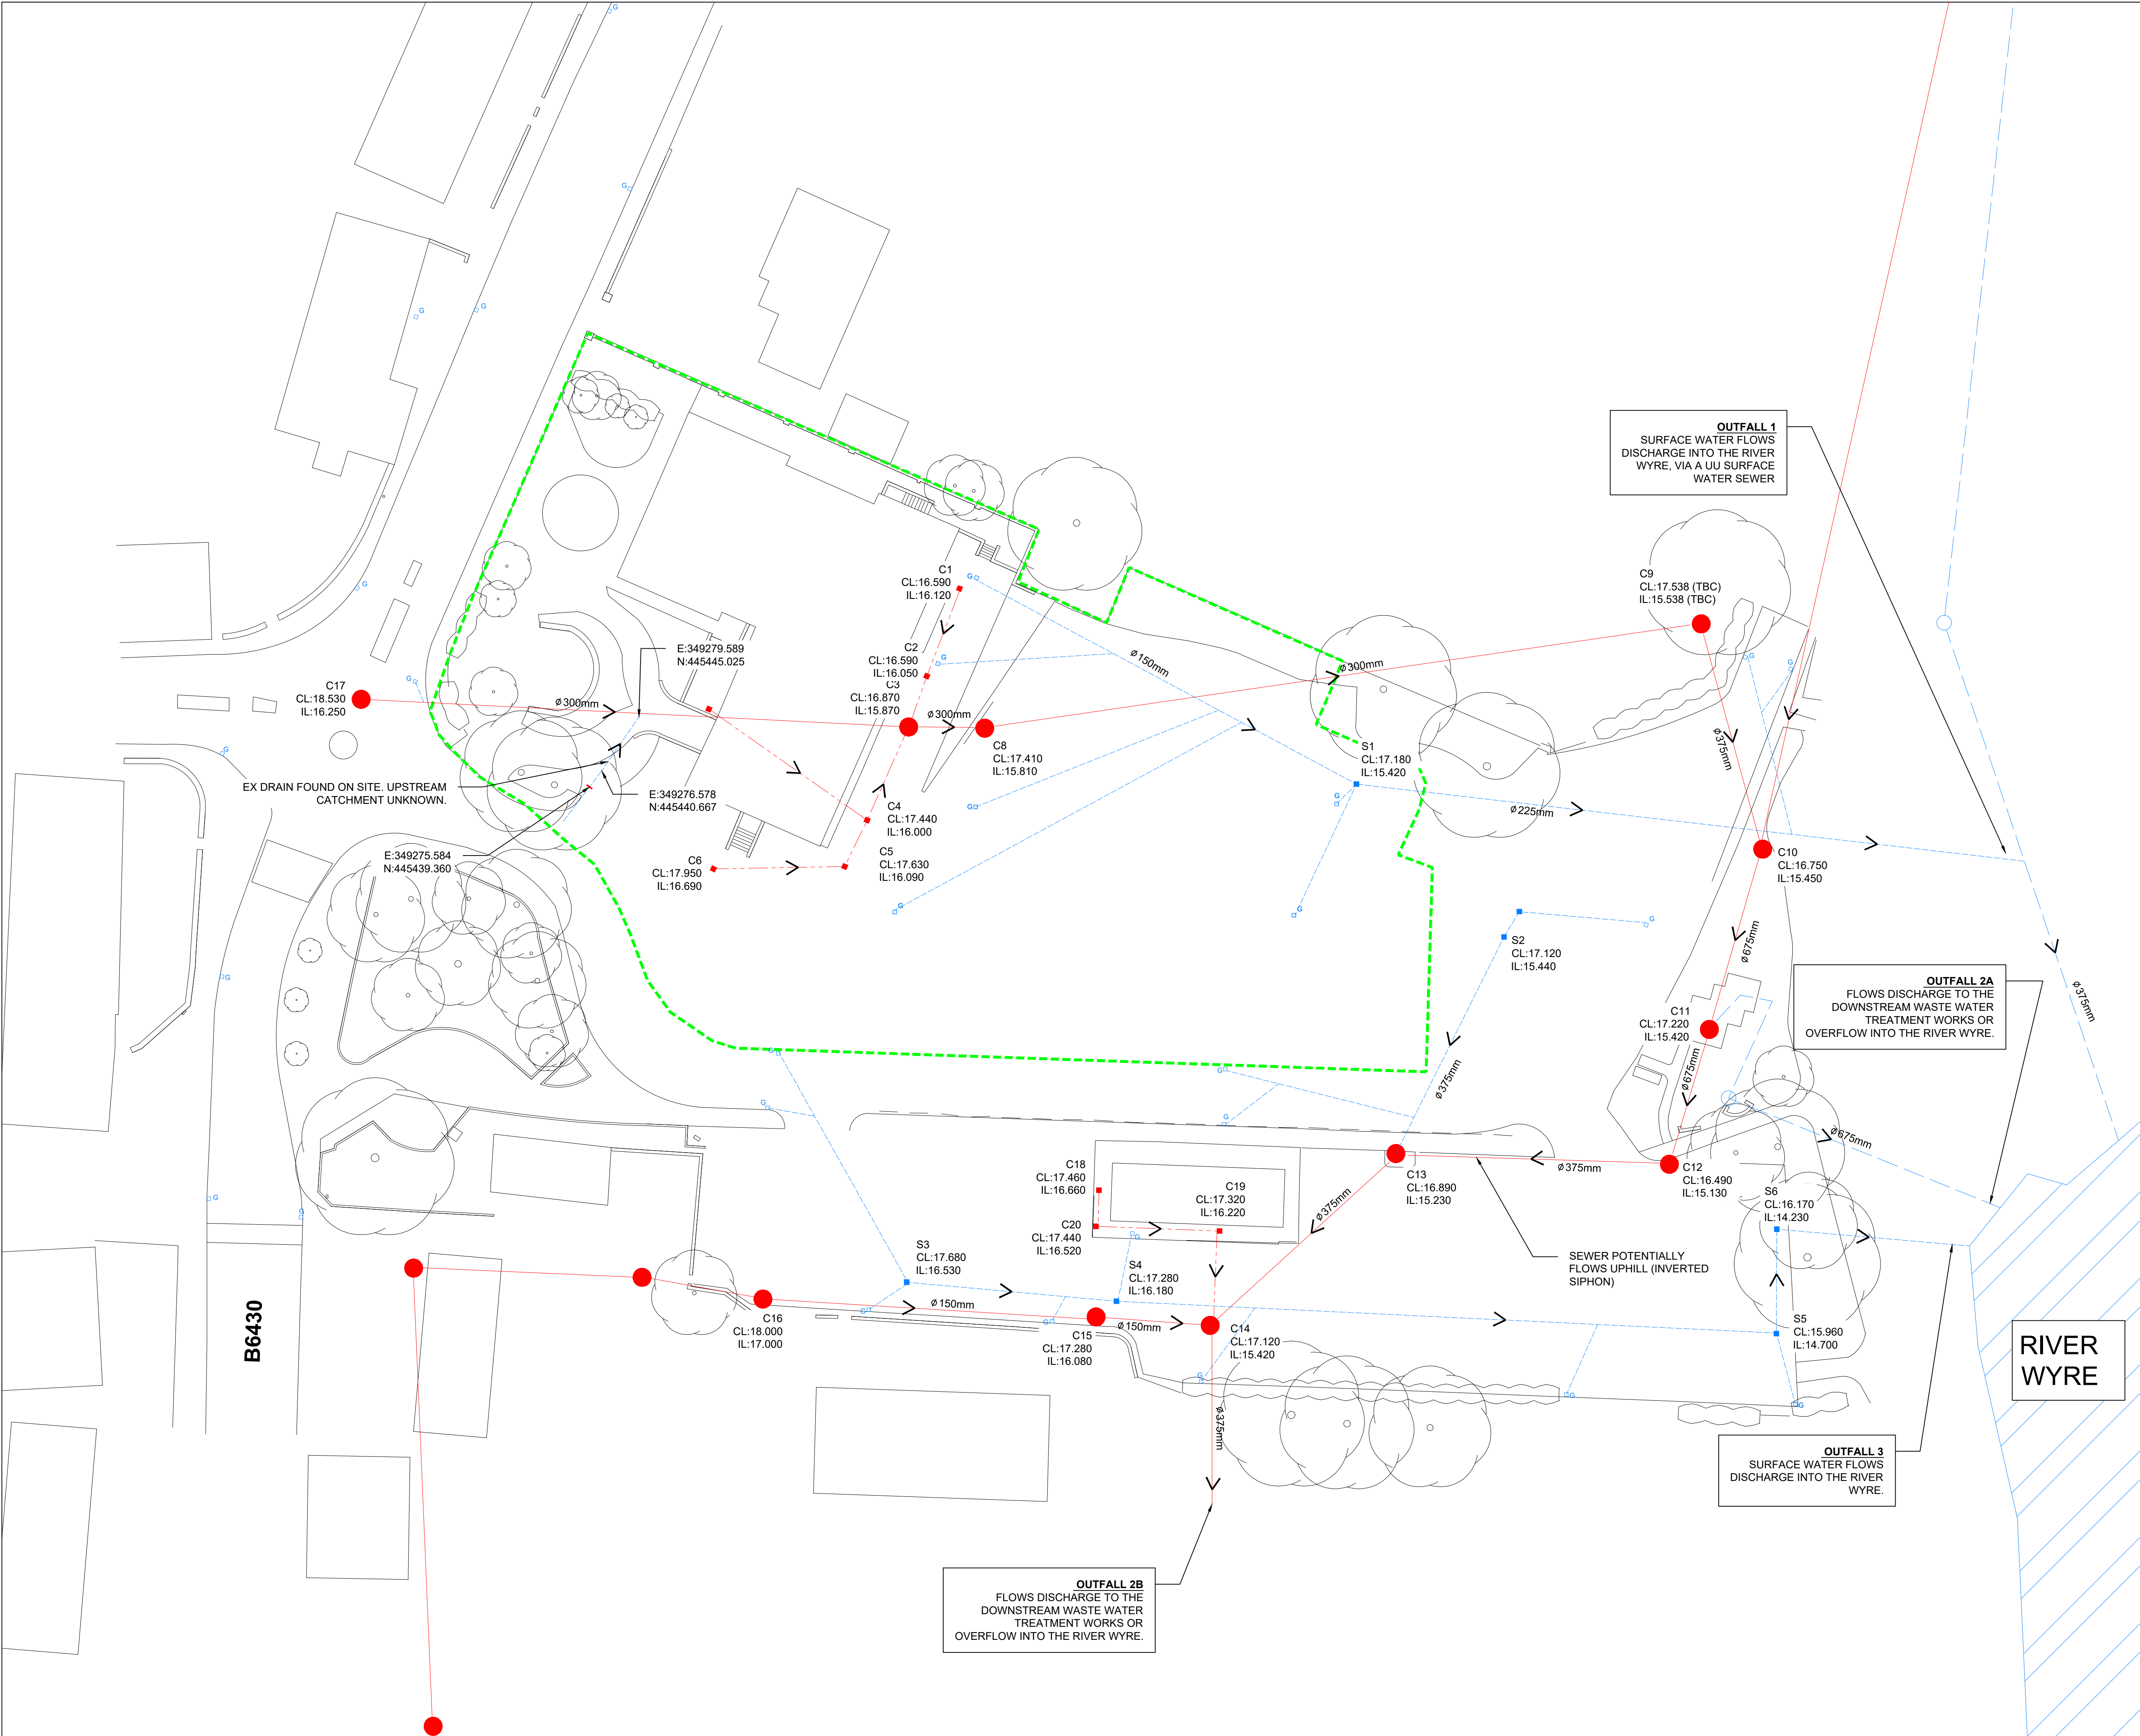 G
G
G
G
G
OUTFALL 1
SURFACE WATER FLOWS
DISCHARGE INTO THE RIVER
WYRE, VIA A UU SURFACE
WATER SEWER
C9
CL:17.538 (TBC)
IL:15.538 (TBC)
C1
CL:16.590
IL:16.120
G
G
E:349279.589
N:445445.025
C2
CL:16.590
IL:16.050
G
C3
CL:16.870
IL:15.870
Ø150mm
Ø300mm
G
G
G
C17
CL:18.530
IL:16.250
Ø300mm
Ø300mm
C8
CL:17.410
IL:15.810
Ø375mm
G
S1
CL:17.180
IL:15.420
EX DRAIN FOUND ON SITE. UPSTREAM
CATCHMENT UNKNOWN.
E:349276.578
N:445440.667
G
G
Ø225mm
C4
CL:17.440
IL:16.000
E:349275.584
N:445439.360
C6
CL:17.950
IL:16.690
C5
CL:17.630
IL:16.090
C10
CL:16.750
IL:15.450
G
G
G
S2
CL:17.120
IL:15.440
Ø675mm
G
OUTFALL 2A
FLOWS DISCHARGE TO THE
DOWNSTREAM WASTE WATER
TREATMENT WORKS OR
OVERFLOW INTO THE RIVER WYRE.
Ø375mm
C11
CL:17.220
IL:15.420
G
G
Ø375mm
Ø675mm
G
G
Ø675mm
C18
CL:17.460
IL:16.660
C19
CL:17.320
IL:16.220
Ø375mm
C13
CL:16.890
IL:15.230
Ø375mm
C12
CL:16.490
IL:15.130
S6
CL:16.170
IL:14.230
G
G
C20
CL:17.440
IL:16.520
G
S3
CL:17.680
IL:16.530
S4
CL:17.280
IL:16.180
SEWER POTENTIALLY
FLOWS UPHILL (INVERTED
SIPHON)
B6430
C16
CL:18.000
IL:17.000
Ø150mm
G
G
C15
CL:17.280
IL:16.080
Ø150mm
C14
CL:17.120
IL:15.420
S5
CL:15.960
IL:14.700
RIVER
WYRE
G
G
G
Ø375mm
OUTFALL 3
SURFACE WATER FLOWS
DISCHARGE INTO THE RIVER
WYRE.
OUTFALL 2B
FLOWS DISCHARGE TO THE
DOWNSTREAM WASTE WATER
TREATMENT WORKS OR
OVERFLOW INTO THE RIVER WYRE.